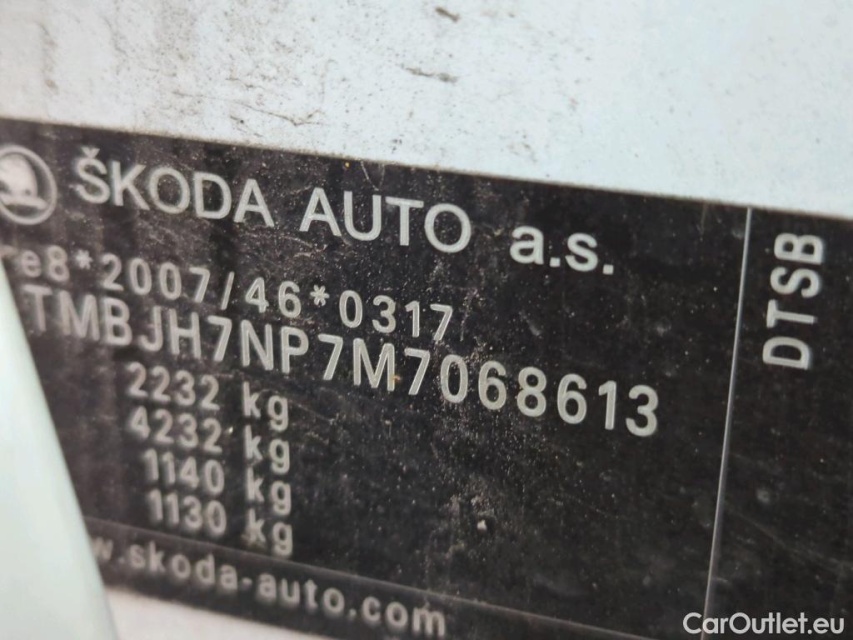 ŠKODA AUTO a.s.
e8*2007/46*0317
TMBJH7NP7M7068613
2232 kg
4232 kg
1140 kg
1130 kg
w.skoda-auto.com
DTSB
CarOutlet.eu